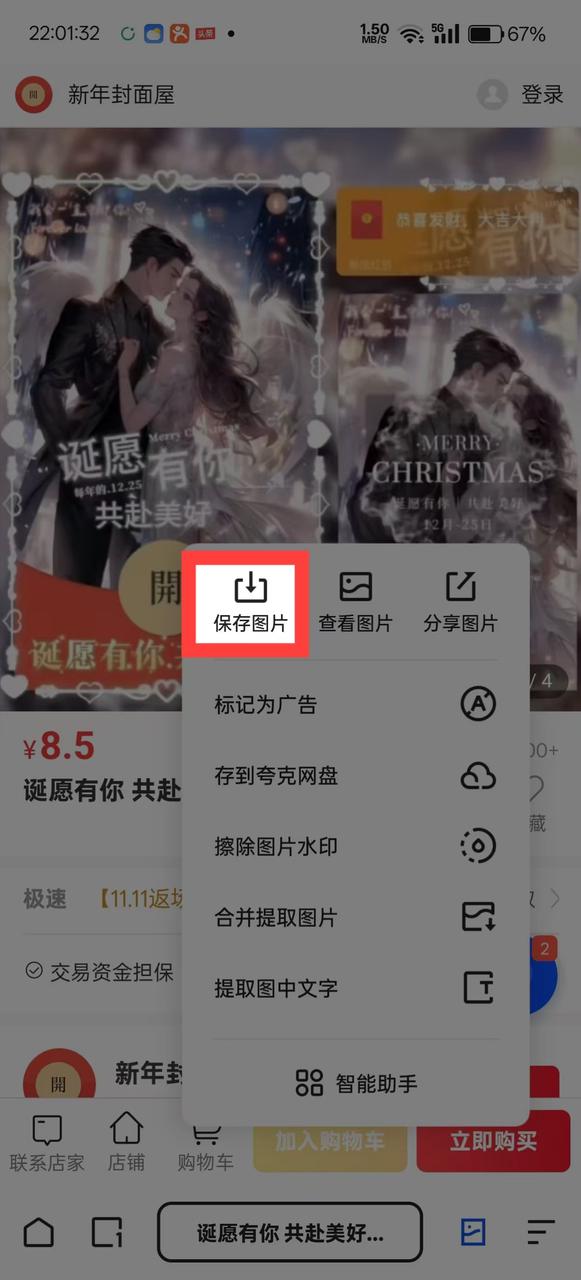 22:01:32
头条
1.50
MB/S
5G
67%
開
新年封面屋
登录
恭喜发财，大吉大利
诞愿
有你
Merry Christmas
每年的.12.25
共赴美好
·MERRY·
CHRISTMAS
诞愿有你 | 共赴美好
12月-25日
開
诞愿有你.
/ 4
保存图片
查看图片
分享图片
标记为广告
存到夸克网盘
擦除图片水印
合并提取图片
提取图中文字
智能助手
¥8.5
00+
诞愿有你 共赴
藏
极速
【11.11返场
交易资金担保
2
開
新年封
联系店家
店铺
购物车
加入购物车
立即购买
1
诞愿有你 共赴美好...